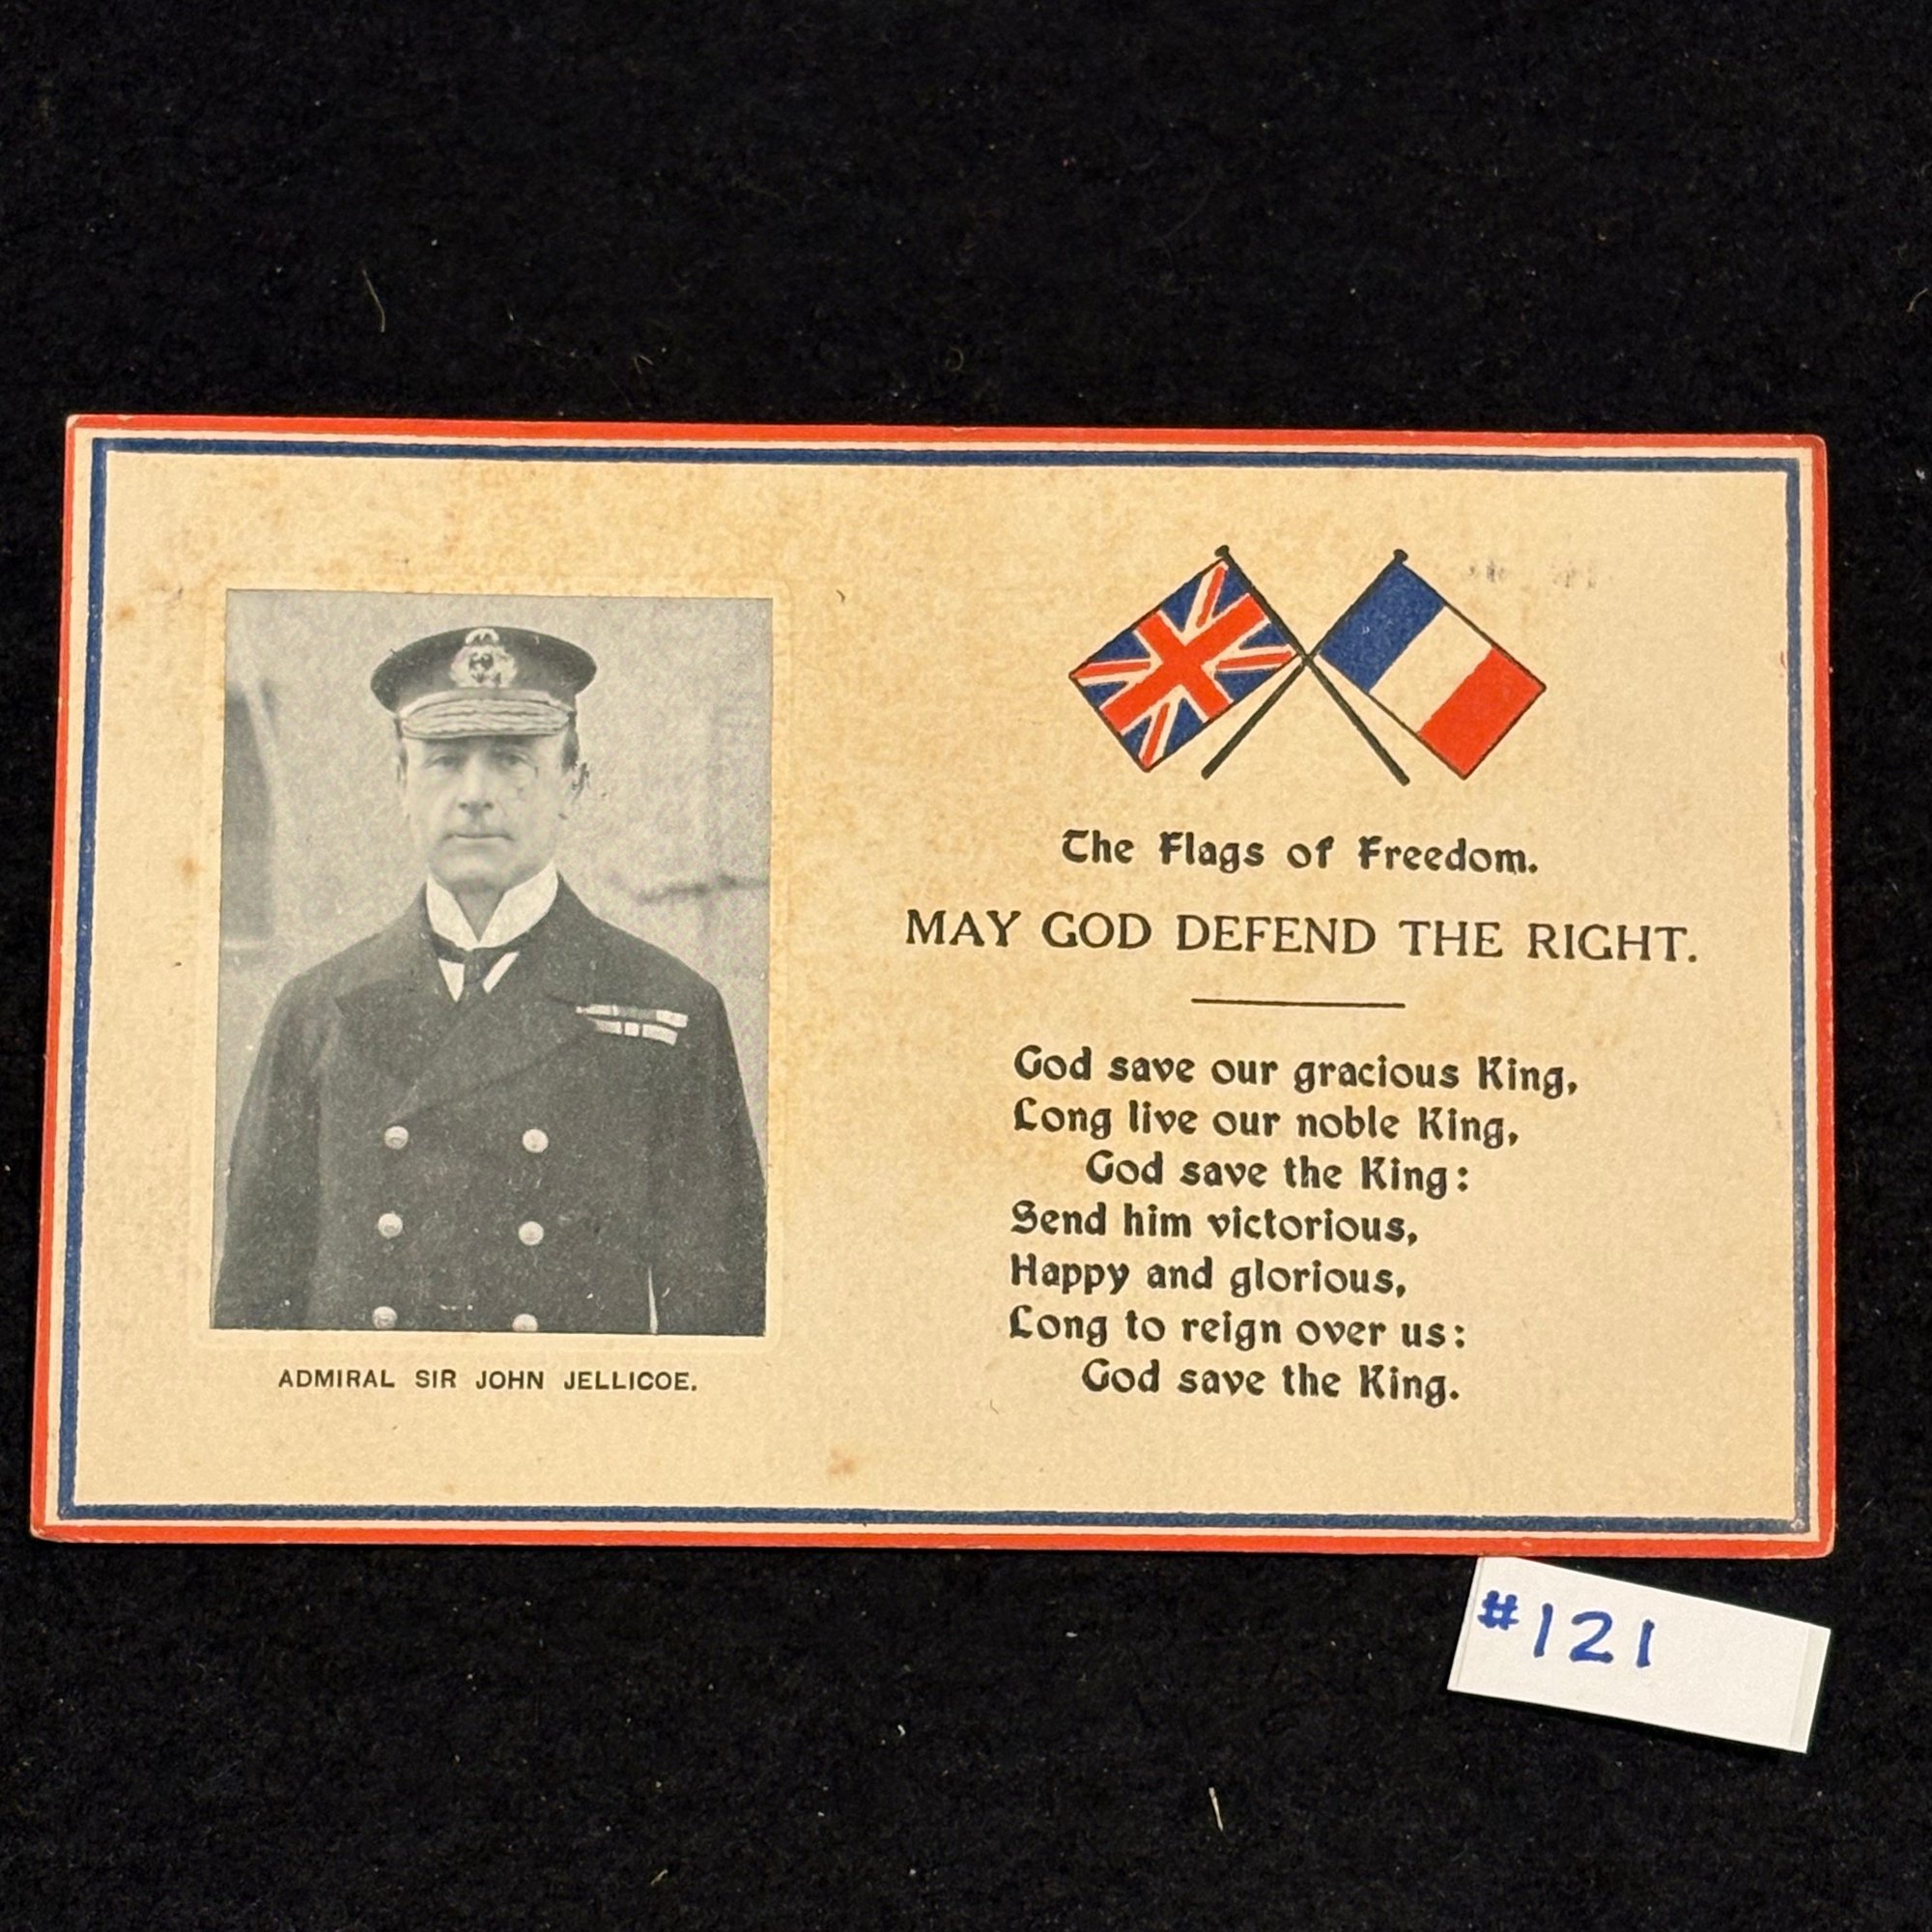 The Flags of Freedom.
MAY GOD DEFEND THE RIGHT.
God save our gracious King,
Long live our noble King,
God save the King:
Send him victorious,
Happy and glorious,
Long to reign over us:
God save the King.
ADMIRAL SIR JOHN JELLICOE.
#121